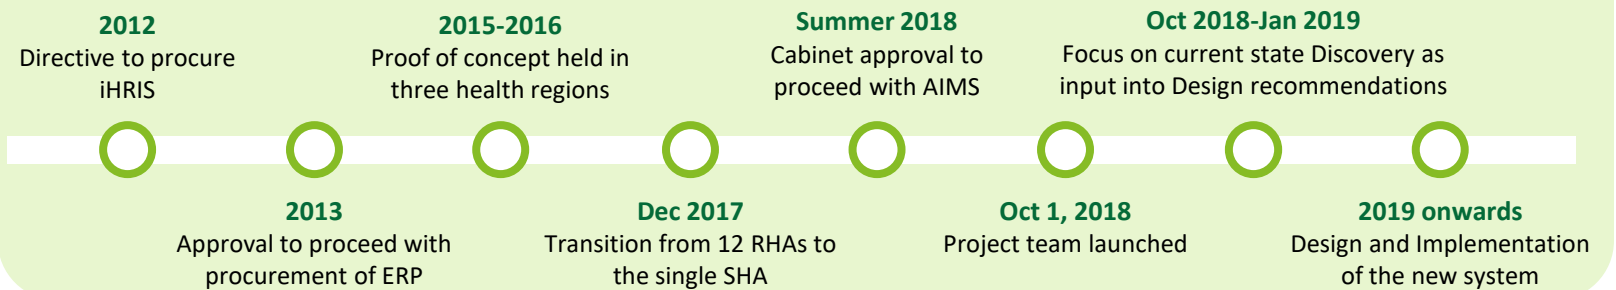 2012
Directive to procure
iHRIS
2013
Approval to proceed with
procurement of ERP
2015-2016
Proof of concept held in
three health regions
Dec 2017
Transition from 12 RHAs to
the single SHA
Summer 2018
Cabinet approval to
proceed with AIMS
Oct 1, 2018
Project team launched
Oct 2018-Jan 2019
Focus on current state Discovery as
input into Design recommendations
2019 onwards
Design and Implementation
of the new system